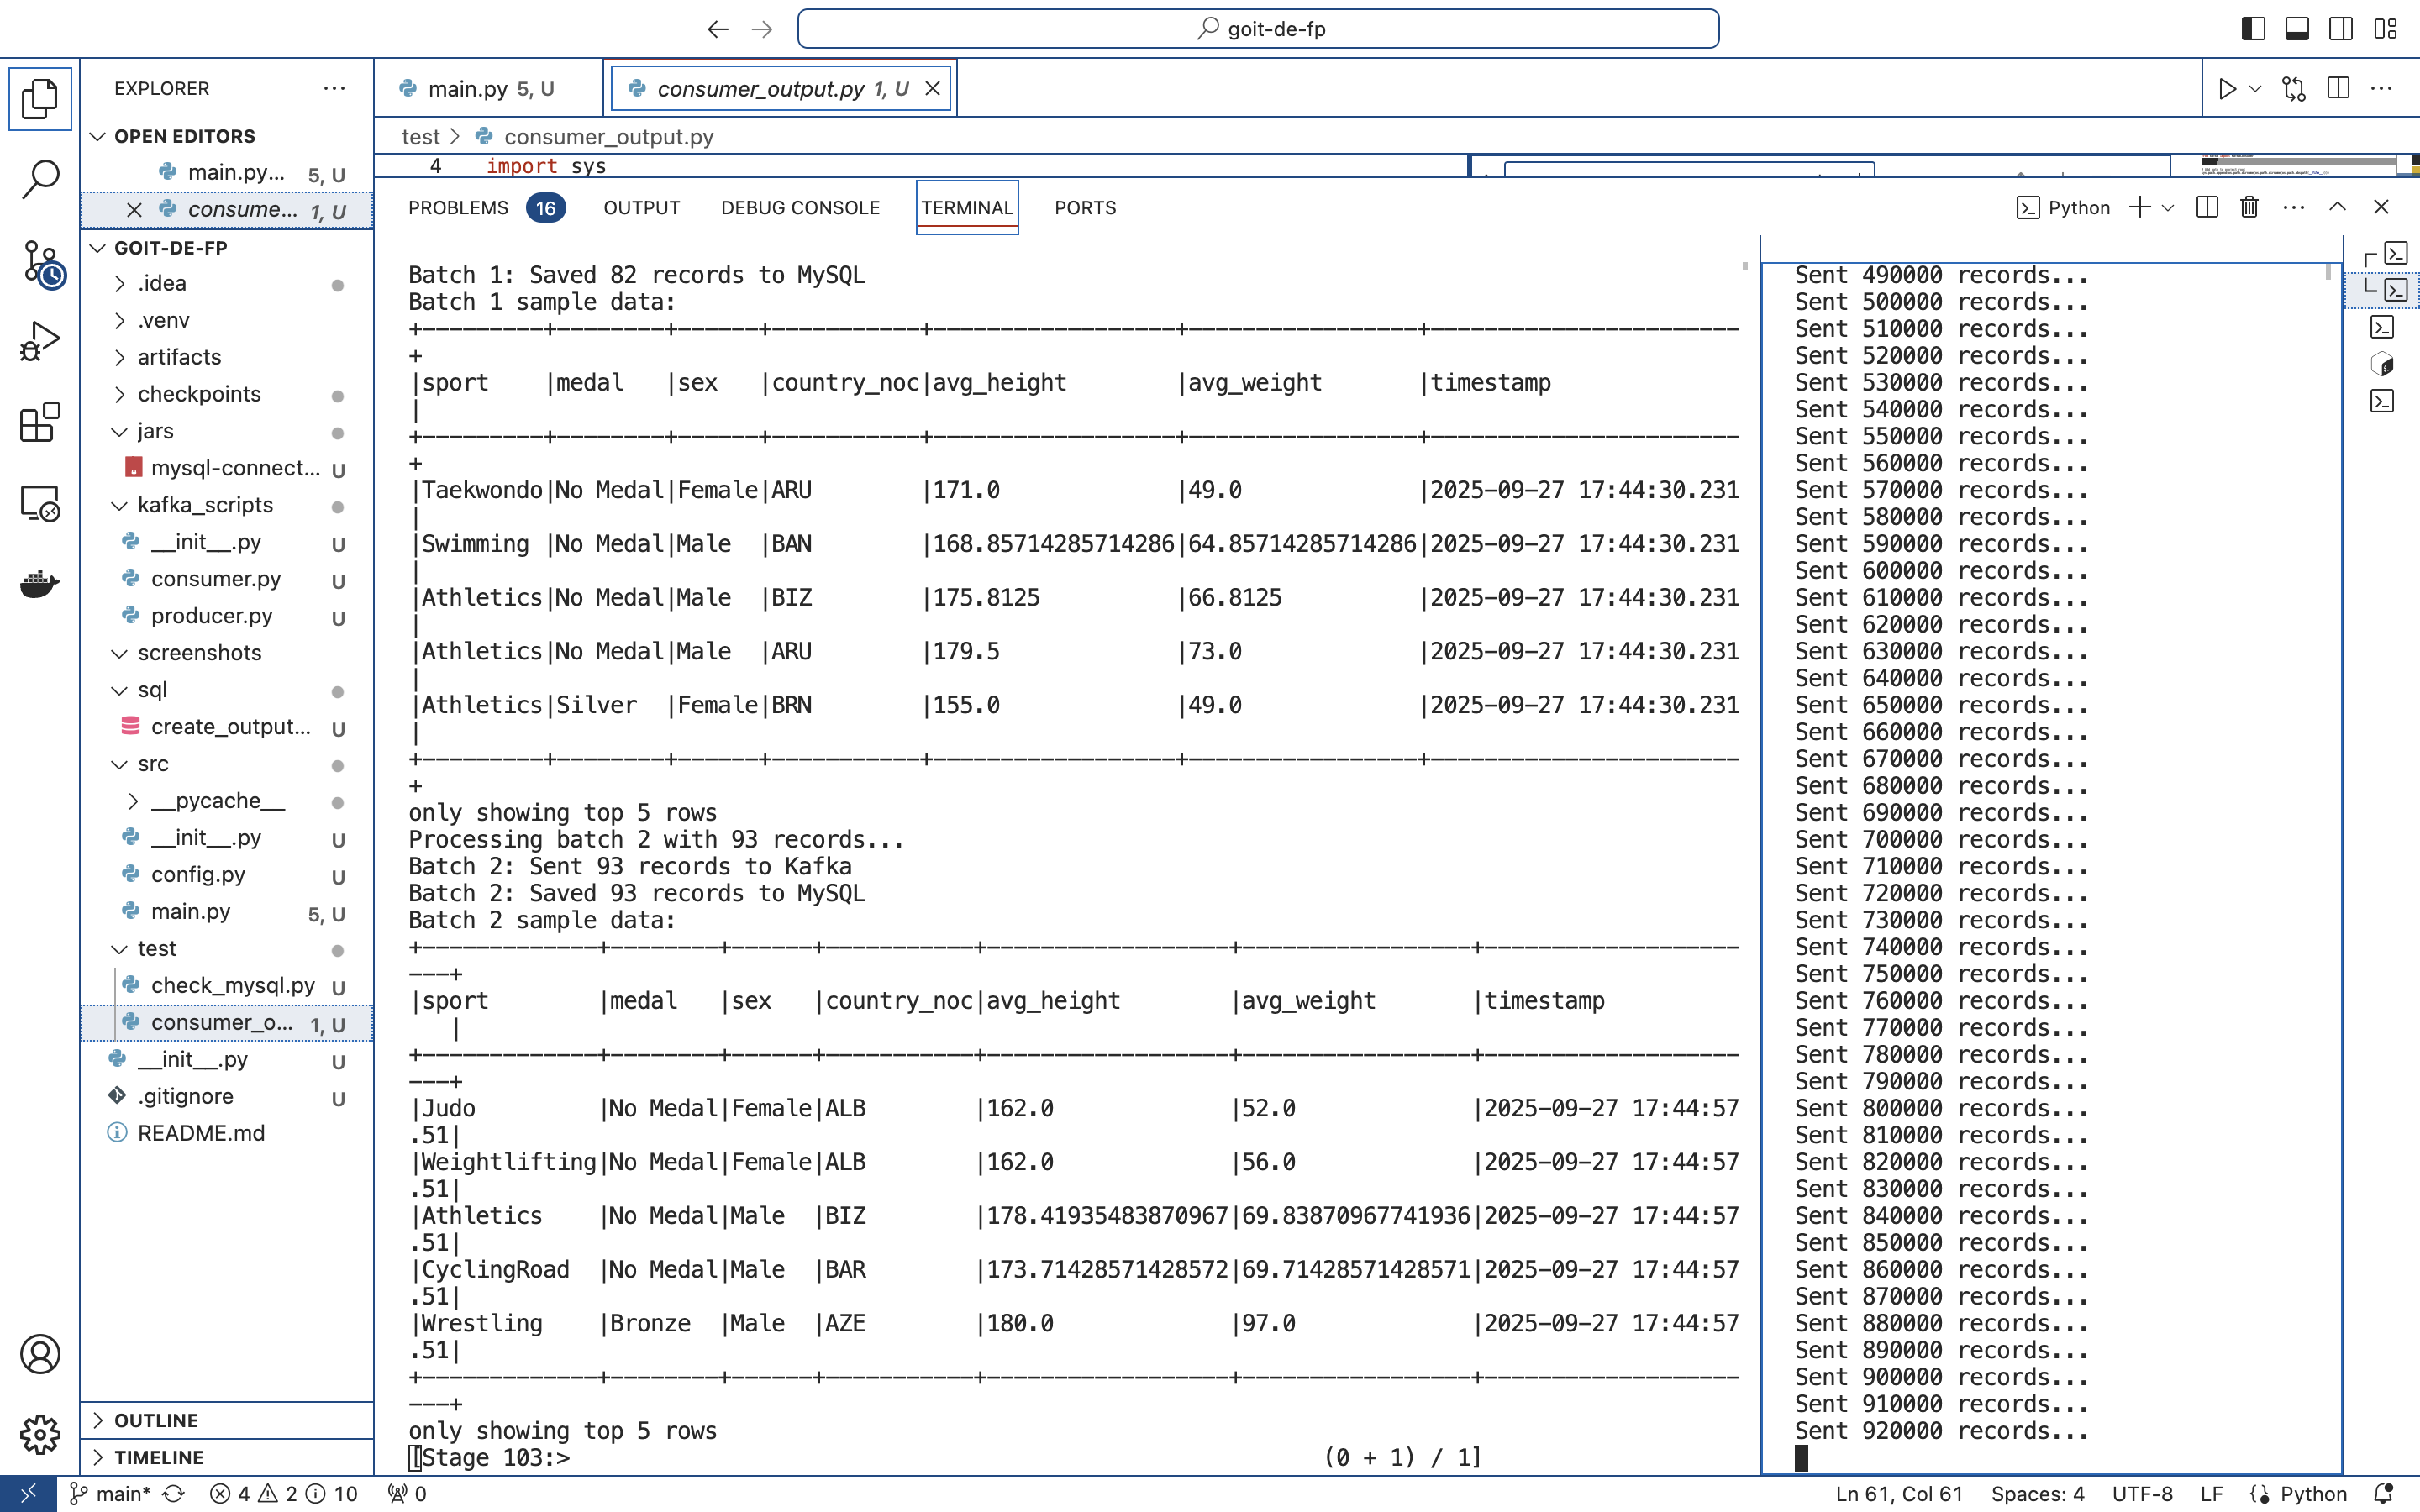 goit-de-fp
EXPLORER
OPEN EDITORS
main.py... 5, U
consume... 1, U
GOIT-DE-FP
.idea
.venv
artifacts
checkpoints
jars
mysql-connect... U
kafka_scripts
__init__.py U
consumer.py U
producer.py U
screenshots
sql
create_output... U
src
__pycache__
__init__.py U
config.py U
main.py 5, U
test
check_mysql.py U
consumer_o... 1, U
__init__.py U
.gitignore U
README.md
OUTLINE
TIMELINE
main.py 5, U
consumer_output.py 1, U
test > consumer_output.py
4 import sys
PROBLEMS 16 OUTPUT DEBUG CONSOLE TERMINAL PORTS
Python
Batch 1: Saved 82 records to MySQL
Batch 1 sample data:
+---------+--------+------+-----------+------------------+-----------------+-----------------------
+
|sport    |medal   |sex   |country_noc|avg_height        |avg_weight       |timestamp
|
+---------+--------+------+-----------+------------------+-----------------+-----------------------
+
|Taekwondo|No Medal|Female|ARU        |171.0             |49.0             |2025-09-27 17:44:30.231
|
|Swimming |No Medal|Male  |BAN        |168.85714285714286|64.85714285714286|2025-09-27 17:44:30.231
|
|Athletics|No Medal|Male  |BIZ        |175.8125          |66.8125          |2025-09-27 17:44:30.231
|
|Athletics|No Medal|Male  |ARU        |179.5             |73.0             |2025-09-27 17:44:30.231
|
|Athletics|Silver  |Female|BRN        |155.0             |49.0             |2025-09-27 17:44:30.231
|
+---------+--------+------+-----------+------------------+-----------------+-----------------------
+
only showing top 5 rows
Processing batch 2 with 93 records...
Batch 2: Sent 93 records to Kafka
Batch 2: Saved 93 records to MySQL
Batch 2 sample data:
+-------------+--------+------+-----------+------------------+-----------------+-------------------
---+
|sport        |medal   |sex   |country_noc|avg_height        |avg_weight       |timestamp
   |
+-------------+--------+------+-----------+------------------+-----------------+-------------------
---+
|Judo         |No Medal|Female|ALB        |162.0             |52.0             |2025-09-27 17:44:57
.51|
|Weightlifting|No Medal|Female|ALB        |162.0             |56.0             |2025-09-27 17:44:57
.51|
|Athletics    |No Medal|Male  |BIZ        |178.41935483870967|69.83870967741936|2025-09-27 17:44:57
.51|
|CyclingRoad  |No Medal|Male  |BAR        |173.71428571428572|69.71428571428571|2025-09-27 17:44:57
.51|
|Wrestling    |Bronze  |Male  |AZE        |180.0             |97.0             |2025-09-27 17:44:57
.51|
+-------------+--------+------+-----------+------------------+-----------------+-------------------
---+
only showing top 5 rows
[Stage 103:> (0 + 1) / 1]
Sent 490000 records...
Sent 500000 records...
Sent 510000 records...
Sent 520000 records...
Sent 530000 records...
Sent 540000 records...
Sent 550000 records...
Sent 560000 records...
Sent 570000 records...
Sent 580000 records...
Sent 590000 records...
Sent 600000 records...
Sent 610000 records...
Sent 620000 records...
Sent 630000 records...
Sent 640000 records...
Sent 650000 records...
Sent 660000 records...
Sent 670000 records...
Sent 680000 records...
Sent 690000 records...
Sent 700000 records...
Sent 710000 records...
Sent 720000 records...
Sent 730000 records...
Sent 740000 records...
Sent 750000 records...
Sent 760000 records...
Sent 770000 records...
Sent 780000 records...
Sent 790000 records...
Sent 800000 records...
Sent 810000 records...
Sent 820000 records...
Sent 830000 records...
Sent 840000 records...
Sent 850000 records...
Sent 860000 records...
Sent 870000 records...
Sent 880000 records...
Sent 890000 records...
Sent 900000 records...
Sent 910000 records...
Sent 920000 records...
main* 4 2 10 0 Ln 61, Col 61 Spaces: 4 UTF-8 LF Python